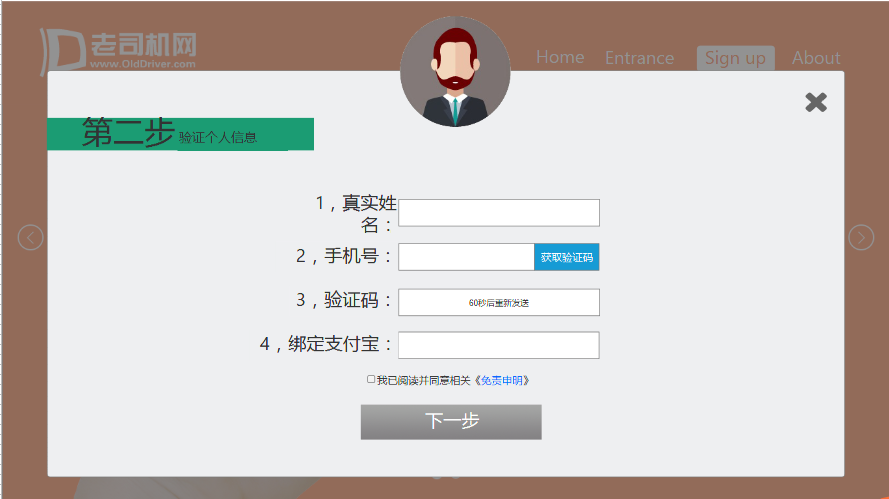 老司机网
www.OldDriver.com
Home Entrance Sign up About
第二步 验证个人信息
1，真实姓
名：
2，手机号： 获取验证码
3，验证码： 60秒后重新发送
4，绑定支付宝：
我已阅读并同意相关《免责申明》
下一步